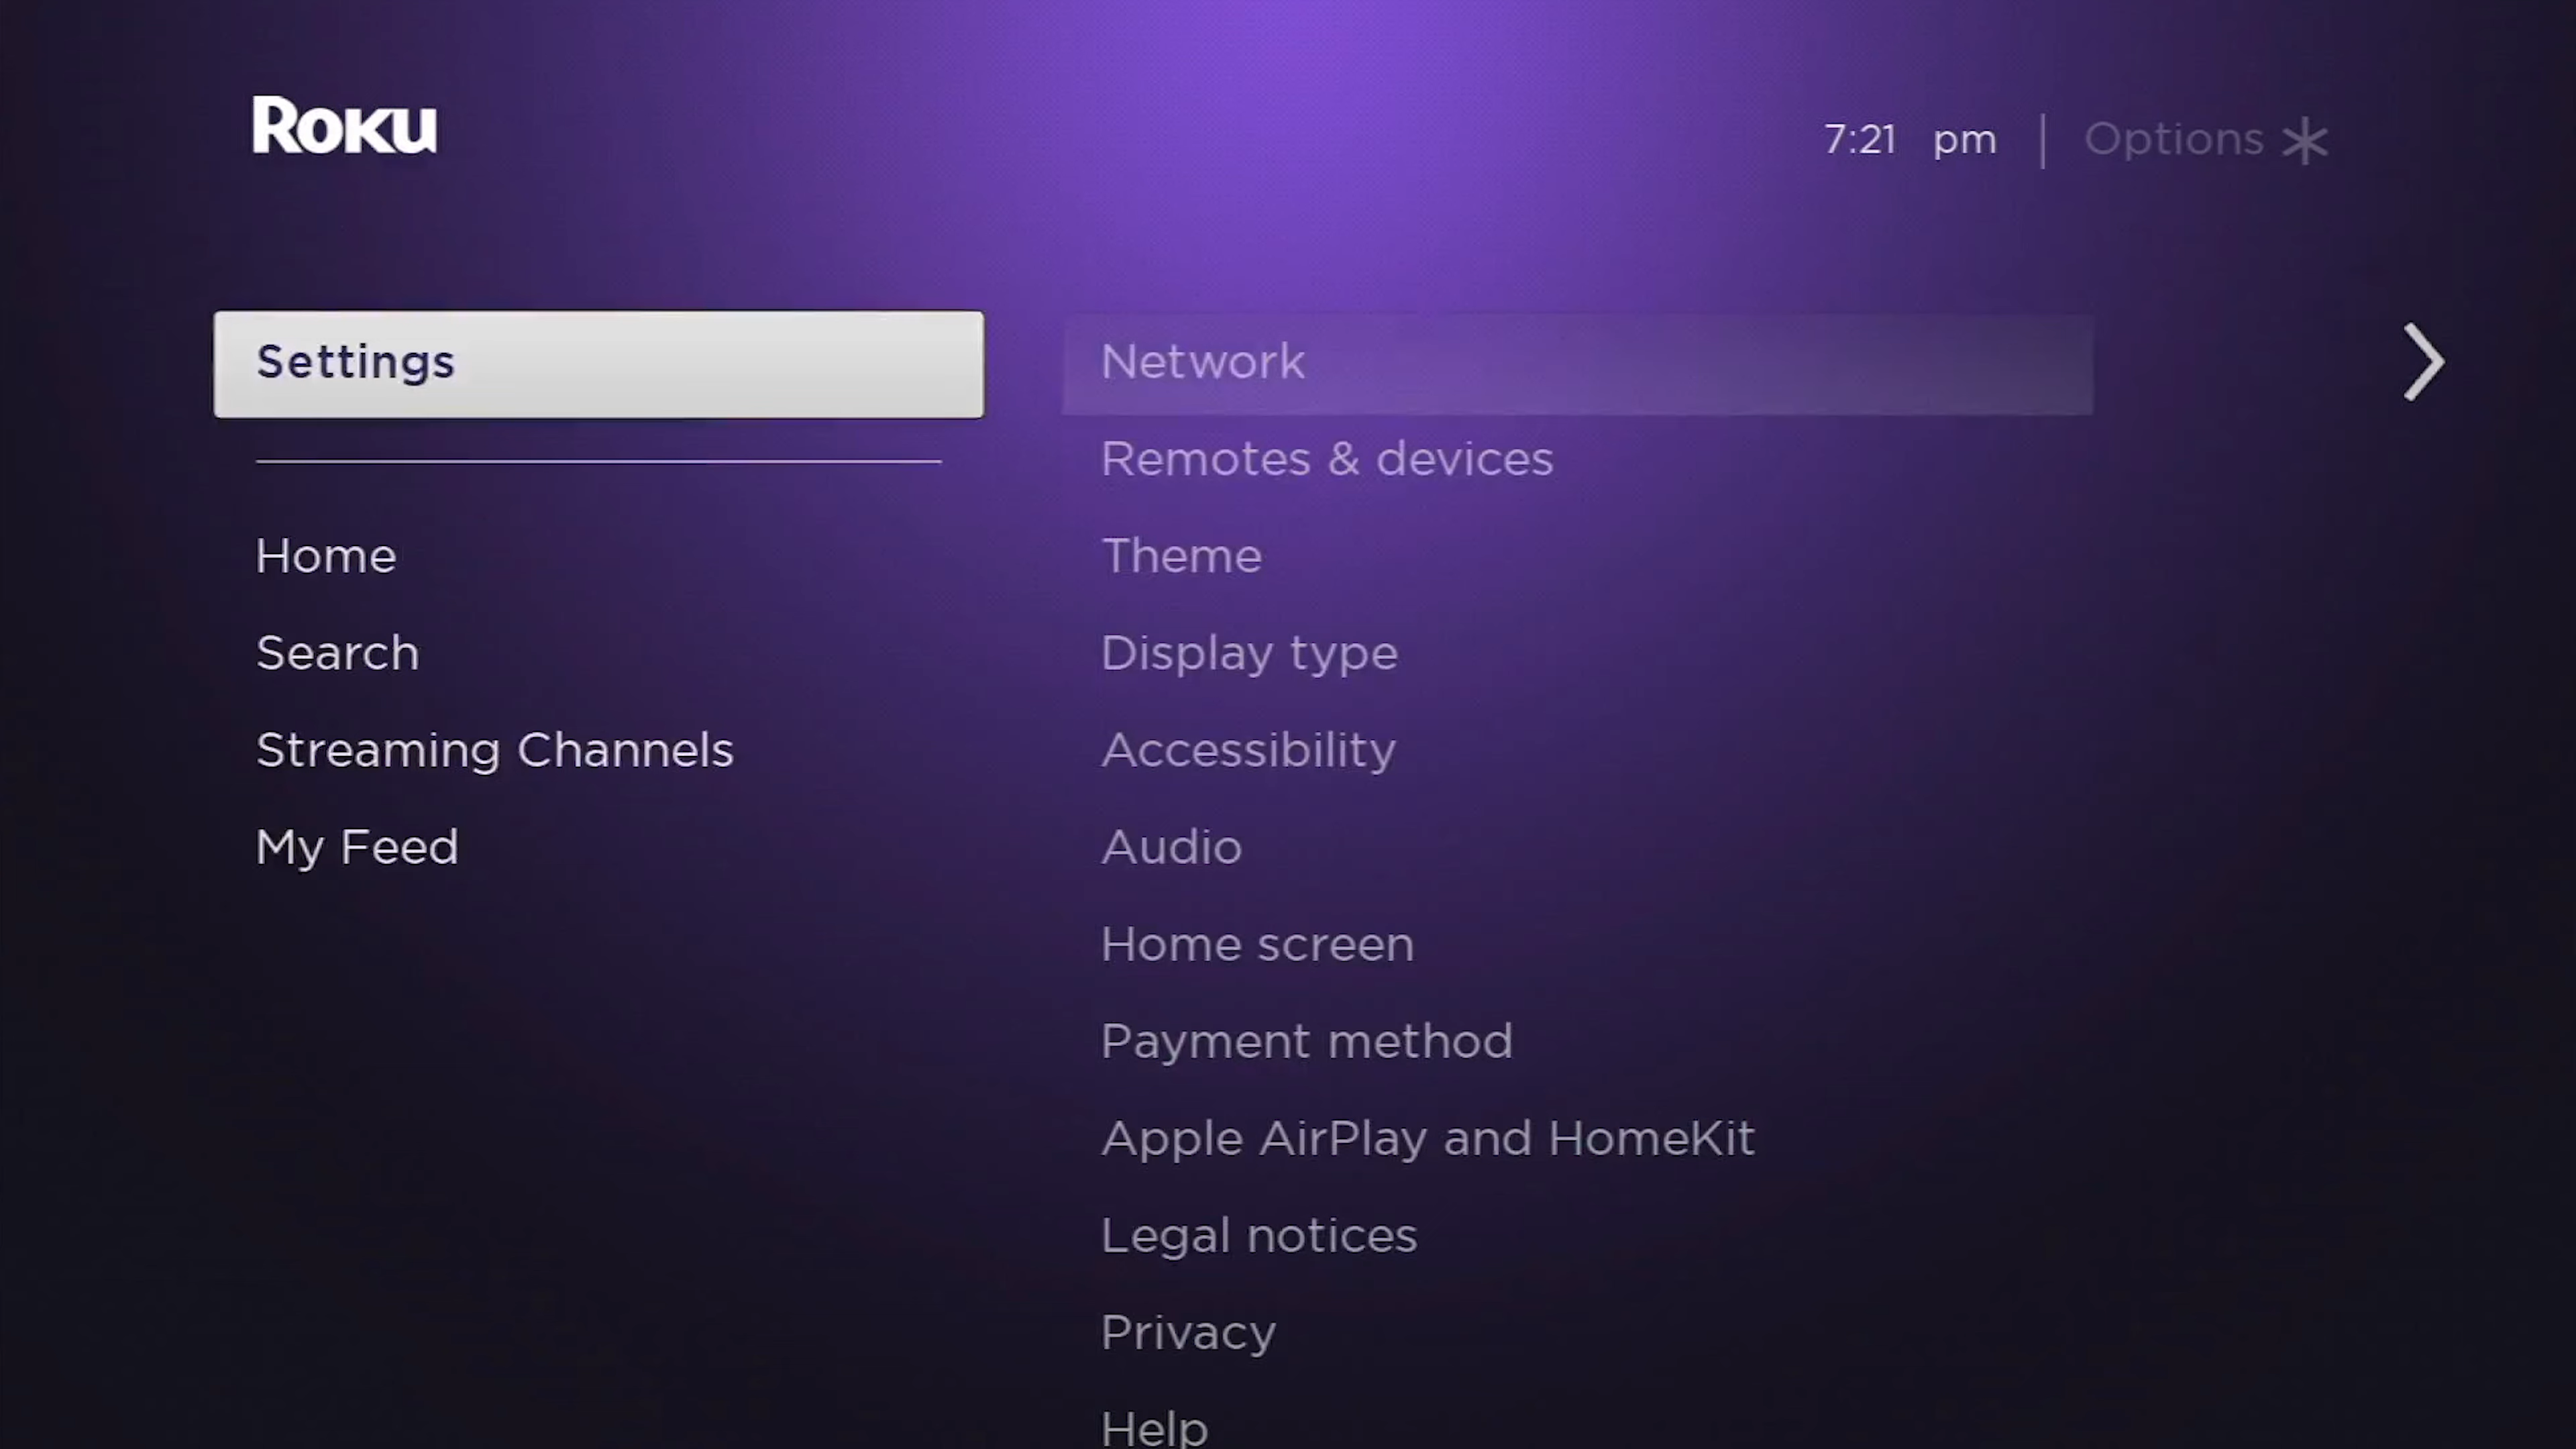 Roku
7:21 pm | Options
Settings
Home
Search
Streaming Channels
My Feed
Network
Remotes & devices
Theme
Display type
Accessibility
Audio
Home screen
Payment method
Apple AirPlay and HomeKit
Legal notices
Privacy
Help